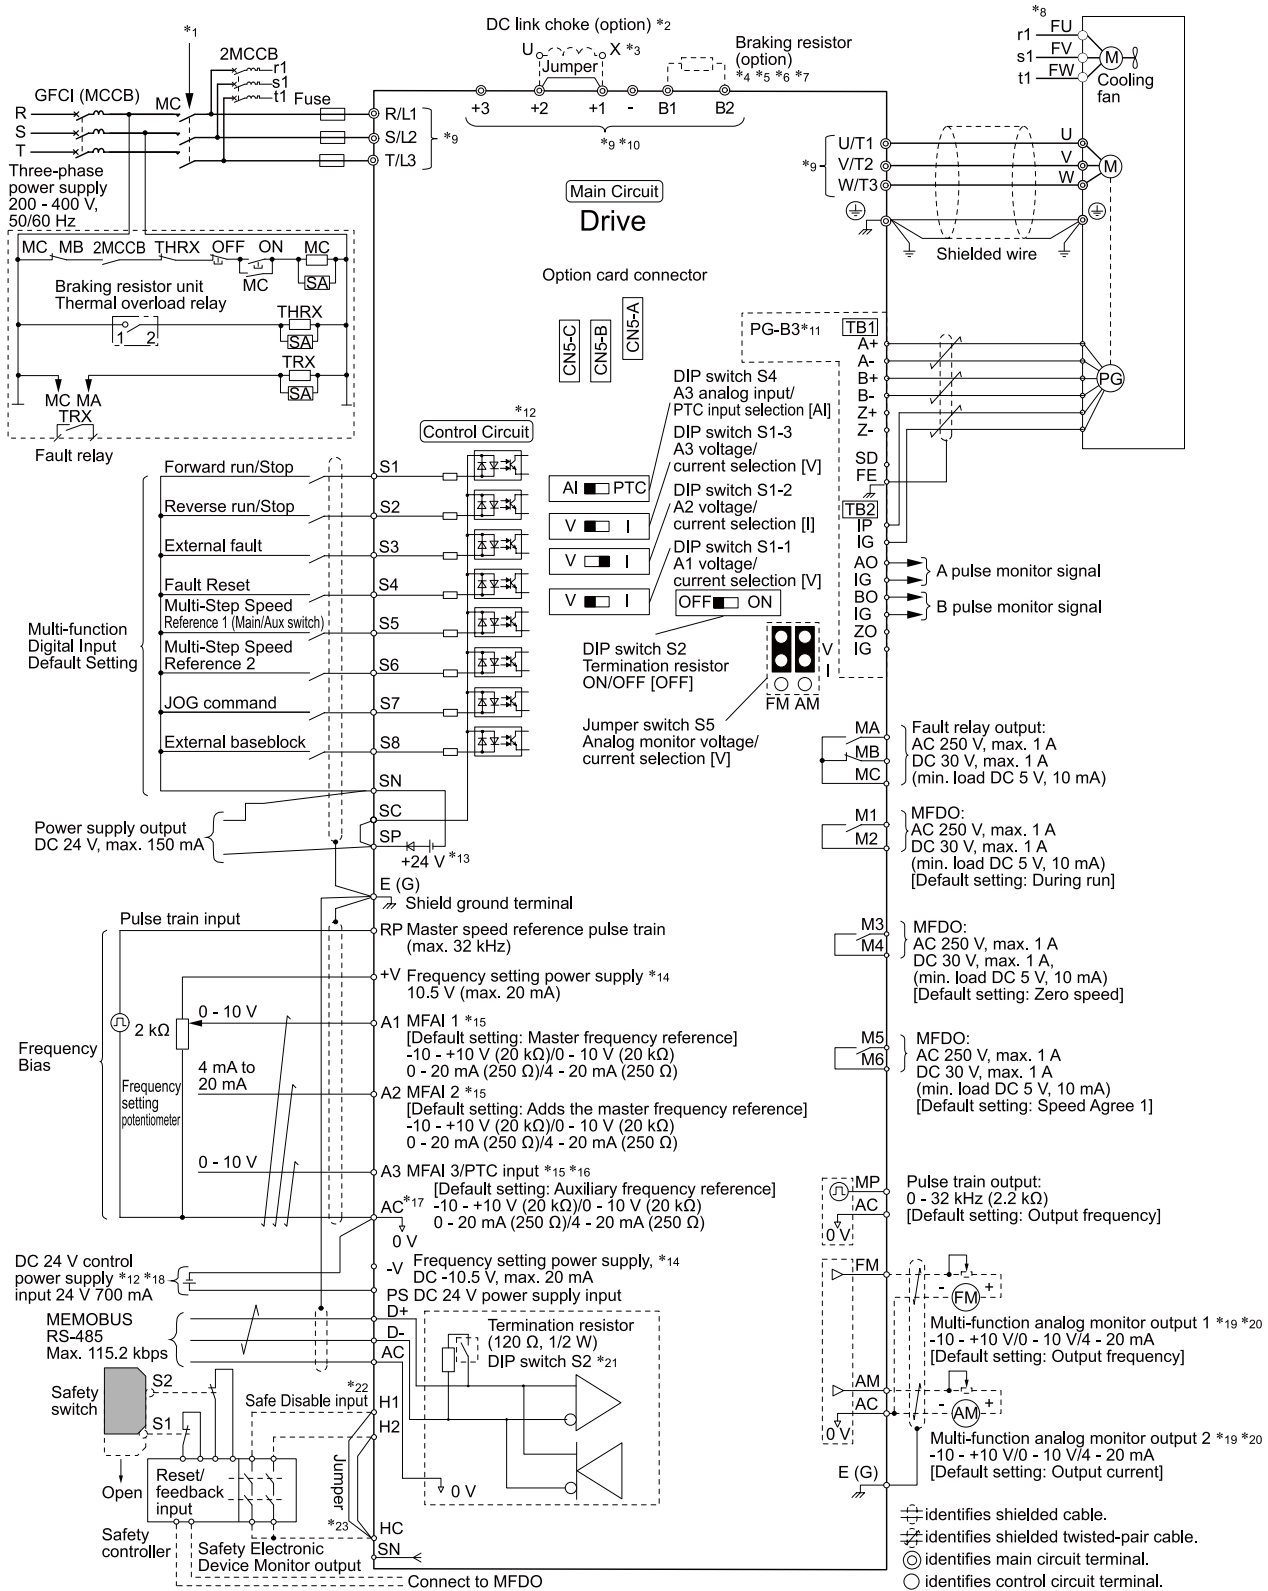 *1
DC link choke (option) *2
U
X *3
Jumper
Braking resistor
(option)
*4 *5 *6 *7
*8
r1 FU
s1 FV
t1 FW
M
Cooling
fan
2MCCB
r1
s1
t1
GFCI (MCCB)
MC
Fuse
R
S
T
R/L1
S/L2
T/L3
*9
+3
+2
+1
-
B1
B2
*9 *10
Three-phase
power supply
200 - 400 V,
50/60 Hz
Main Circuit
Drive
*9
U/T1
V/T2
W/T3
U
V
W
M
Shielded wire
MC
MB
2MCCB
THRX
OFF
ON
MC
SA
MC
Braking resistor unit
Thermal overload relay
1 2
THRX
SA
TRX
SA
MC MA
TRX
Fault relay
Option card connector
CN5-C
CN5-B
CN5-A
PG-B3*11
TB1
A+
A-
B+
B-
Z+
Z-
SD
FE
TB2
IP
IG
AO
IG
BO
IG
ZO
IG
PG
A pulse monitor signal
B pulse monitor signal
*12
Control Circuit
DIP switch S4
A3 analog input/
PTC input selection [AI]
DIP switch S1-3
A3 voltage/
current selection [V]
DIP switch S1-2
A2 voltage/
current selection [I]
DIP switch S1-1
A1 voltage/
current selection [V]
AI PTC
V I
V I
V I
OFF ON
DIP switch S2
Termination resistor
ON/OFF [OFF]
V
I
FM AM
Jumper switch S5
Analog monitor voltage/
current selection [V]
Multi-function
Digital Input
Default Setting
Forward run/Stop
S1
Reverse run/Stop
S2
External fault
S3
Fault Reset
S4
Multi-Step Speed
Reference 1 (Main/Aux switch)
S5
Multi-Step Speed
Reference 2
S6
JOG command
S7
External baseblock
S8
SN
SC
SP
Power supply output
DC 24 V, max. 150 mA
+24 V *13
E (G)
Shield ground terminal
MA
MB
MC
Fault relay output:
AC 250 V, max. 1 A
DC 30 V, max. 1 A
(min. load DC 5 V, 10 mA)
M1
M2
MFDO:
AC 250 V, max. 1 A
DC 30 V, max. 1 A
(min. load DC 5 V, 10 mA)
[Default setting: During run]
M3
M4
MFDO:
AC 250 V, max. 1 A
DC 30 V, max. 1 A,
(min. load DC 5 V, 10 mA)
[Default setting: Zero speed]
M5
M6
MFDO:
AC 250 V, max. 1 A
DC 30 V, max. 1 A
(min. load DC 5 V, 10 mA)
[Default setting: Speed Agree 1]
Frequency
Bias
Pulse train input
RP Master speed reference pulse train
(max. 32 kHz)
+V Frequency setting power supply *14
10.5 V (max. 20 mA)
2 kΩ
0 - 10 V
A1 MFAI 1 *15
[Default setting: Master frequency reference]
-10 - +10 V (20 kΩ)/0 - 10 V (20 kΩ)
0 - 20 mA (250 Ω)/4 - 20 mA (250 Ω)
4 mA to
20 mA
Frequency
setting
potentiometer
A2 MFAI 2 *15
[Default setting: Adds the master frequency reference]
-10 - +10 V (20 kΩ)/0 - 10 V (20 kΩ)
0 - 20 mA (250 Ω)/4 - 20 mA (250 Ω)
0 - 10 V
A3 MFAI 3/PTC input *15 *16
[Default setting: Auxiliary frequency reference]
-10 - +10 V (20 kΩ)/0 - 10 V (20 kΩ)
0 - 20 mA (250 Ω)/4 - 20 mA (250 Ω)
AC*17
0 V
-V
Frequency setting power supply, *14
DC -10.5 V, max. 20 mA
DC 24 V control
power supply *12 *18
input 24 V 700 mA
PS DC 24 V power supply input
MEMOBUS
RS-485
Max. 115.2 kbps
D+
D-
AC
Termination resistor
(120 Ω, 1/2 W)
DIP switch S2 *21
0 V
MP
AC
0 V
Pulse train output:
0 - 32 kHz (2.2 kΩ)
[Default setting: Output frequency]
FM
- +
FM
Multi-function analog monitor output 1 *19 *20
-10 - +10 V/0 - 10 V/4 - 20 mA
[Default setting: Output frequency]
AM
AC
0 V
- +
AM
Multi-function analog monitor output 2 *19 *20
-10 - +10 V/0 - 10 V/4 - 20 mA
[Default setting: Output current]
E (G)
Safety
switch
S2
S1
Open
Safe Disable input
*22
H1
H2
Jumper
*23
HC
SN
Reset/
feedback
input
Safety
controller
Safety Electronic
Device Monitor output
Connect to MFDO
identifies shielded cable.
identifies shielded twisted-pair cable.
identifies main circuit terminal.
identifies control circuit terminal.